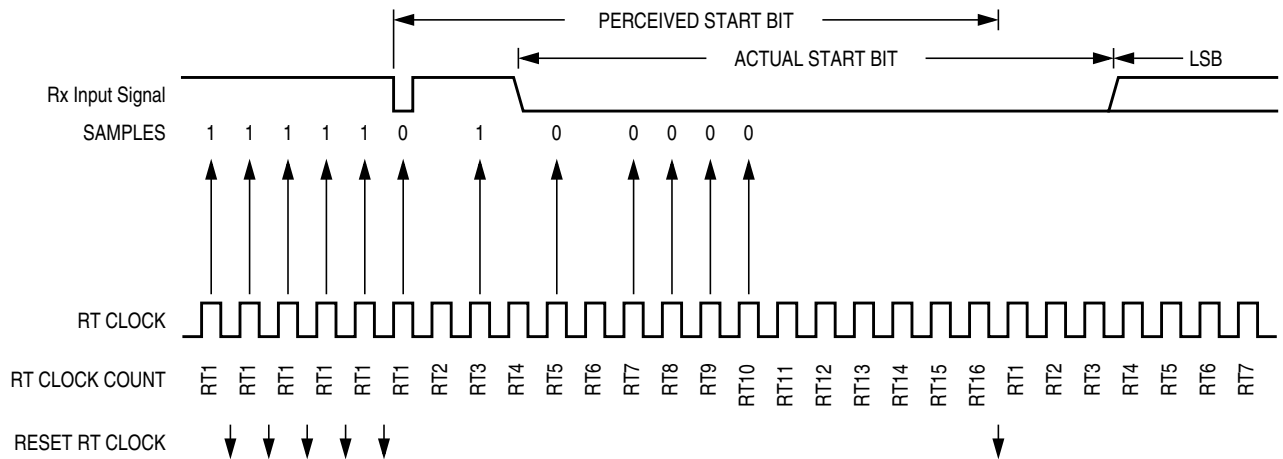 PERCEIVED START BIT
ACTUAL START BIT LSB
Rx Input Signal
SAMPLES 1 1 1 1 1 0 1 0 0 0 0 0
RT CLOCK
RT CLOCK COUNT RT1 RT1 RT1 RT1 RT1 RT1 RT2 RT3 RT4 RT5 RT6 RT7 RT8 RT9 RT10 RT11 RT12 RT13 RT14 RT15 RT16 RT1 RT2 RT3 RT4 RT5 RT6 RT7
RESET RT CLOCK